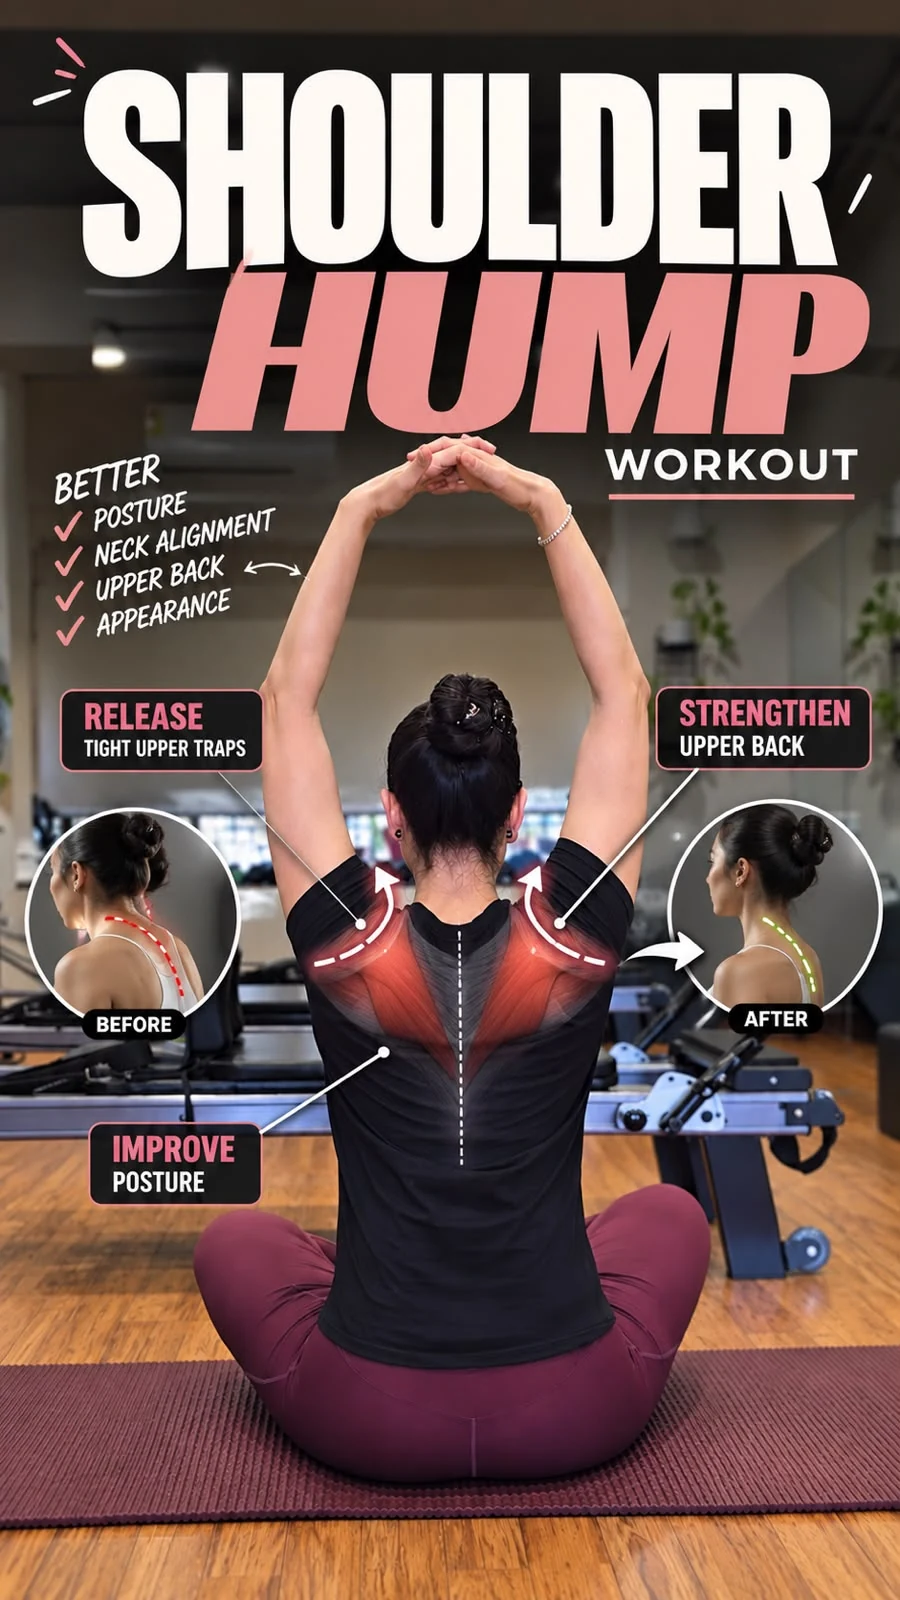 SHOULDER
HUMP
WORKOUT
BETTER
POSTURE
NECK ALIGNMENT
UPPER BACK
APPEARANCE
RELEASE
TIGHT UPPER TRAPS
STRENGTHEN
UPPER BACK
BEFORE
AFTER
IMPROVE
POSTURE